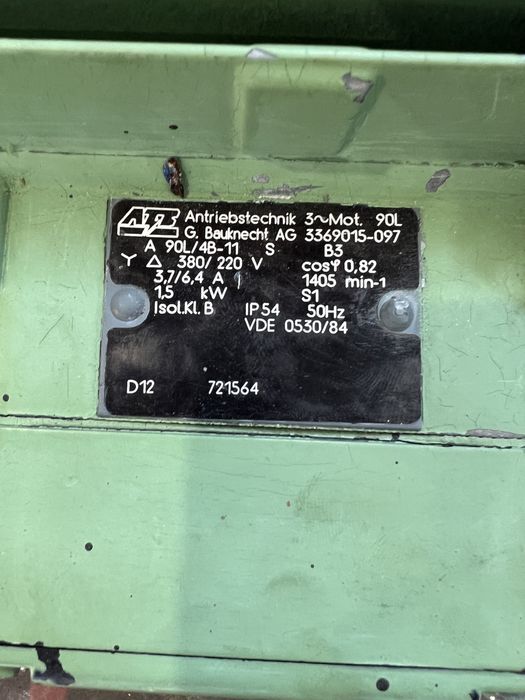 ATB Antriebstechnik 3~Mot. 90L
G. Bauknecht AG 3369015-097
A 90L/4B-11 S B3
Y Δ 380/220 V cosφ 0,82
3,7/6,4 A 1405 min-1
1,5 kW S1
Isol.Kl. B IP54 50Hz
VDE 0530/84
D12 721564